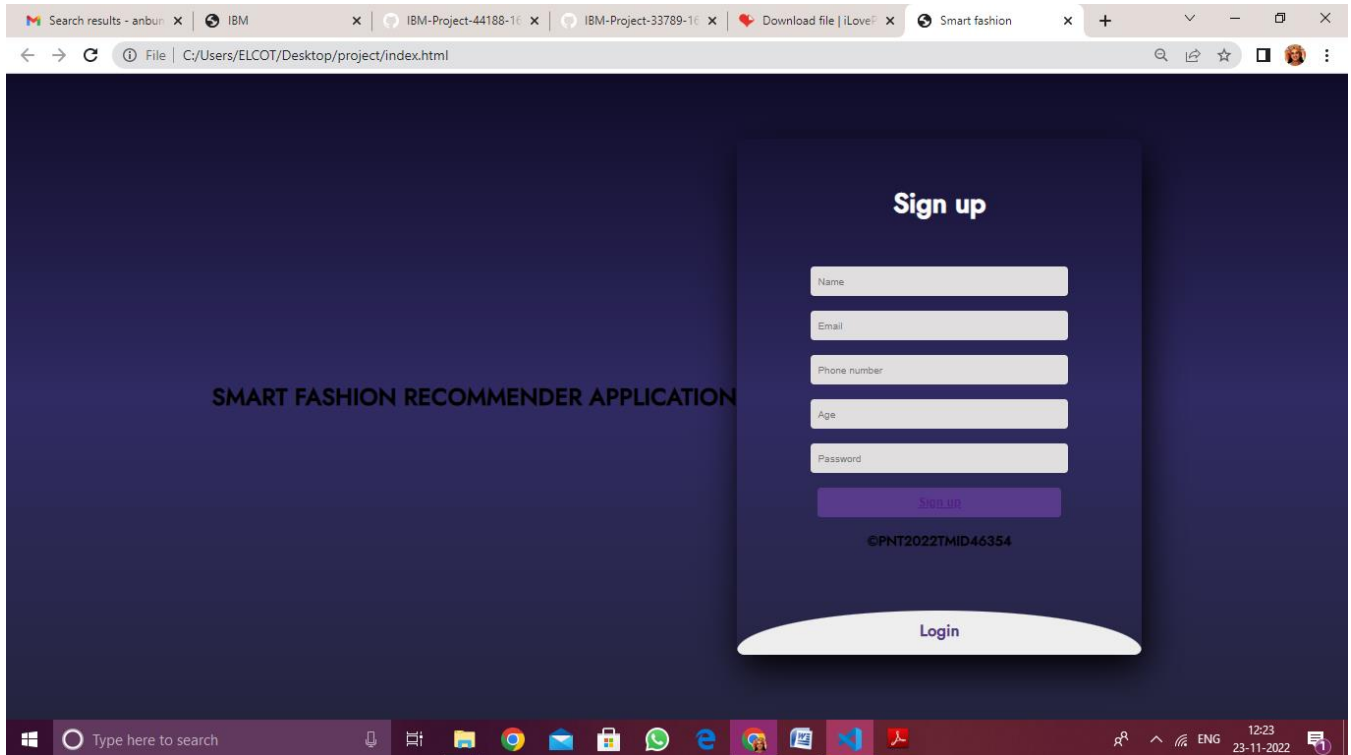 Search results - anbun
IBM
IBM-Project-44188-16
IBM-Project-33789-16
Download file | iLoveP
Smart fashion
File | C:/Users/ELCOT/Desktop/project/index.html
Sign up
Name
Email
Phone number
SMART FASHION RECOMMENDER APPLICATION
Age
Password
Sign up
©PNT2022TMID46354
Login
Type here to search
ENG
12:23
23-11-2022
1